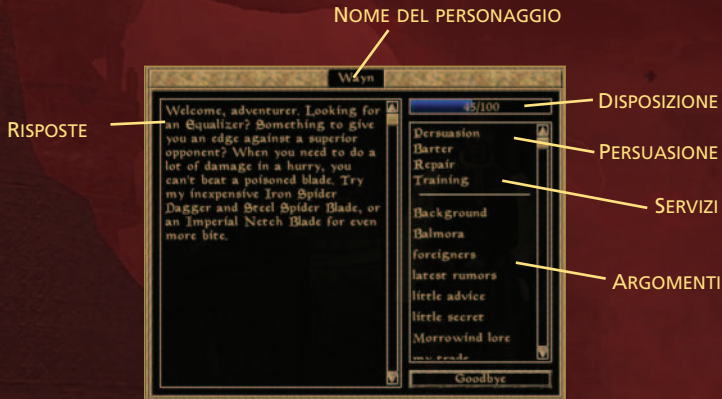 NOME DEL PERSONAGGIO
Wayn
RISPOSTE
Welcome, adventurer. Looking for
an Equalizer? Something to give
you an edge against a superior
opponent? When you need to do a
lot of damage in a hurry, you
can't beat a poisoned blade. Try
my inexpensive Iron Spider
Dagger and Steel Spider Blade, or
an Imperial Netch Blade for even
more bite.
45/100
DISPOSIZIONE
Persuasion
Barter
Repair
Training
PERSUASIONE
SERVIZI
Background
Balmora
foreigners
latest rumors
little advice
little secret
Morrowind lore
my trade
ARGOMENTI
Goodbye